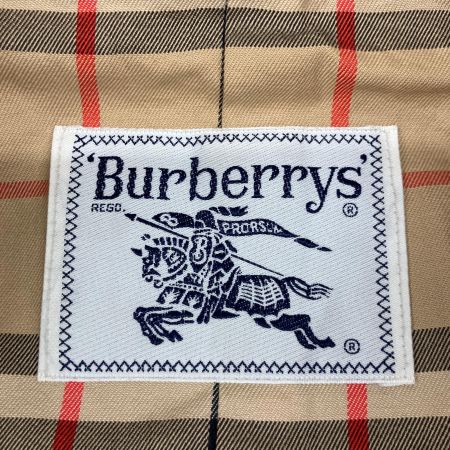 'Burberrys'
REGD. ®
PRORSUM
®